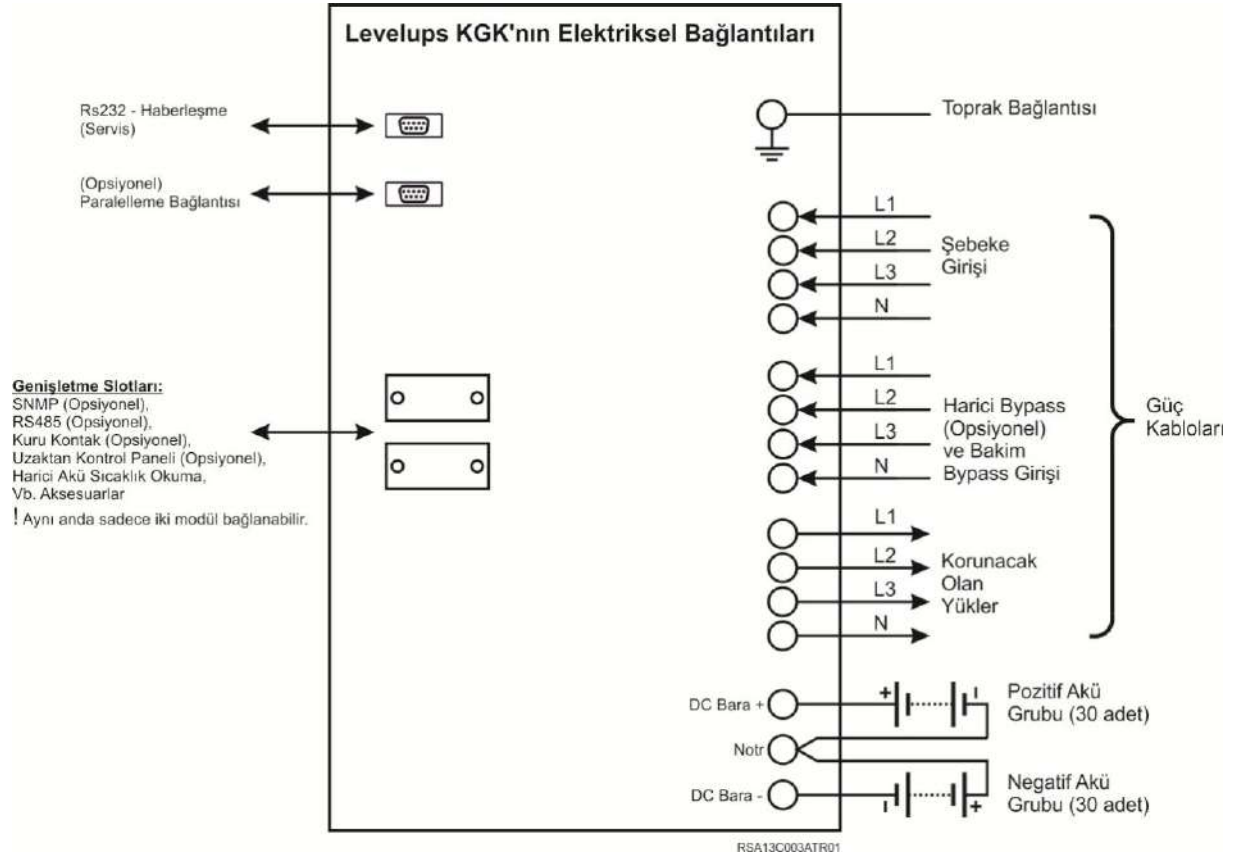 Levelups KGK'nın Elektriksel Bağlantıları
Rs232 - Haberleşme
(Servis)
(Opsiyonel)
Paralelleme Bağlantısı
Genişletme Slotları:
SNMP (Opsiyonel),
RS485 (Opsiyonel),
Kuru Kontak (Opsiyonel),
Uzaktan Kontrol Paneli (Opsiyonel),
Harici Akü Sıcaklık Okuma,
Vb. Aksesuarlar
! Aynı anda sadece iki modül bağlanabilir.
Toprak Bağlantısı
L1
L2
L3
N
Şebeke
Girişi
L1
L2
L3
N
Harici Bypass
(Opsiyonel)
ve Bakim
Bypass Girişi
L1
L2
L3
N
Korunacak
Olan
Yükler
Güç
Kabloları
DC Bara +
+
-
Pozitif Akü
Grubu (30 adet)
Notr
DC Bara -
-
+
Negatif Akü
Grubu (30 adet)
RSA13C003ATR01